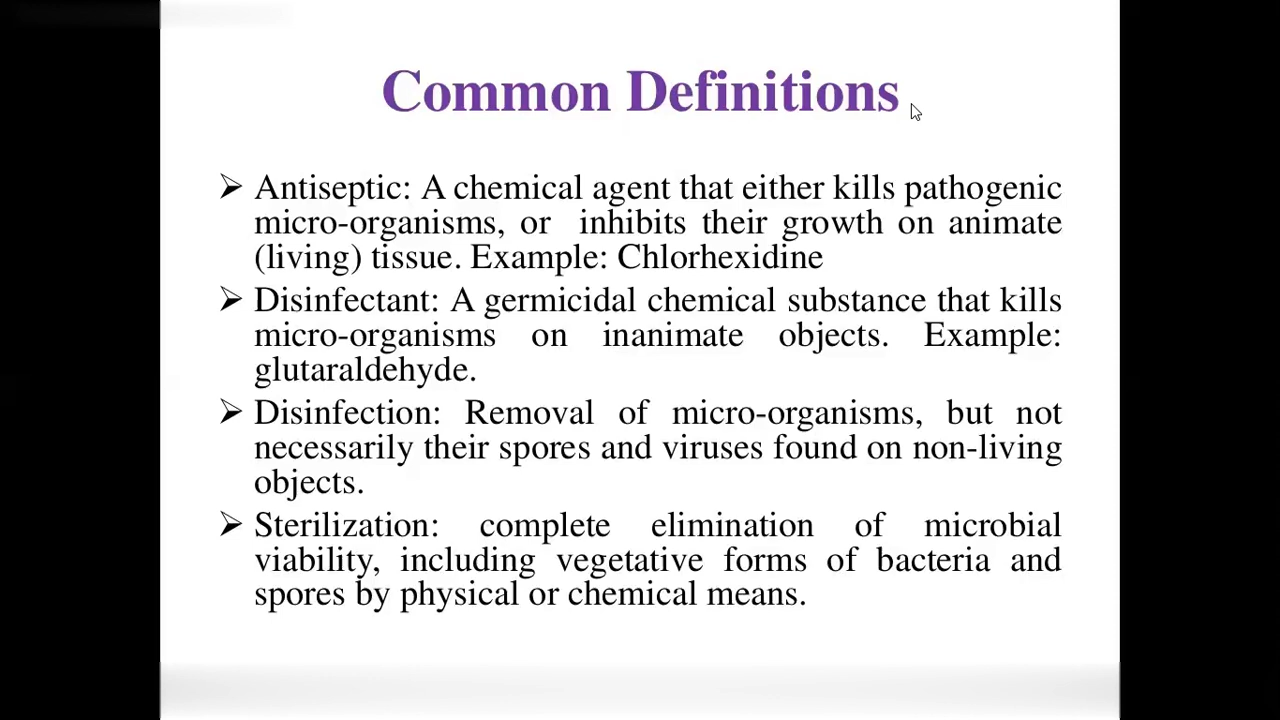 Common Definitions
➢ Antiseptic: A chemical agent that either kills pathogenic
micro-organisms, or inhibits their growth on animate
(living) tissue. Example: Chlorhexidine
➢ Disinfectant: A germicidal chemical substance that kills
micro-organisms on inanimate objects. Example:
glutaraldehyde.
➢ Disinfection: Removal of micro-organisms, but not
necessarily their spores and viruses found on non-living
objects.
➢ Sterilization: complete elimination of microbial
viability, including vegetative forms of bacteria and
spores by physical or chemical means.